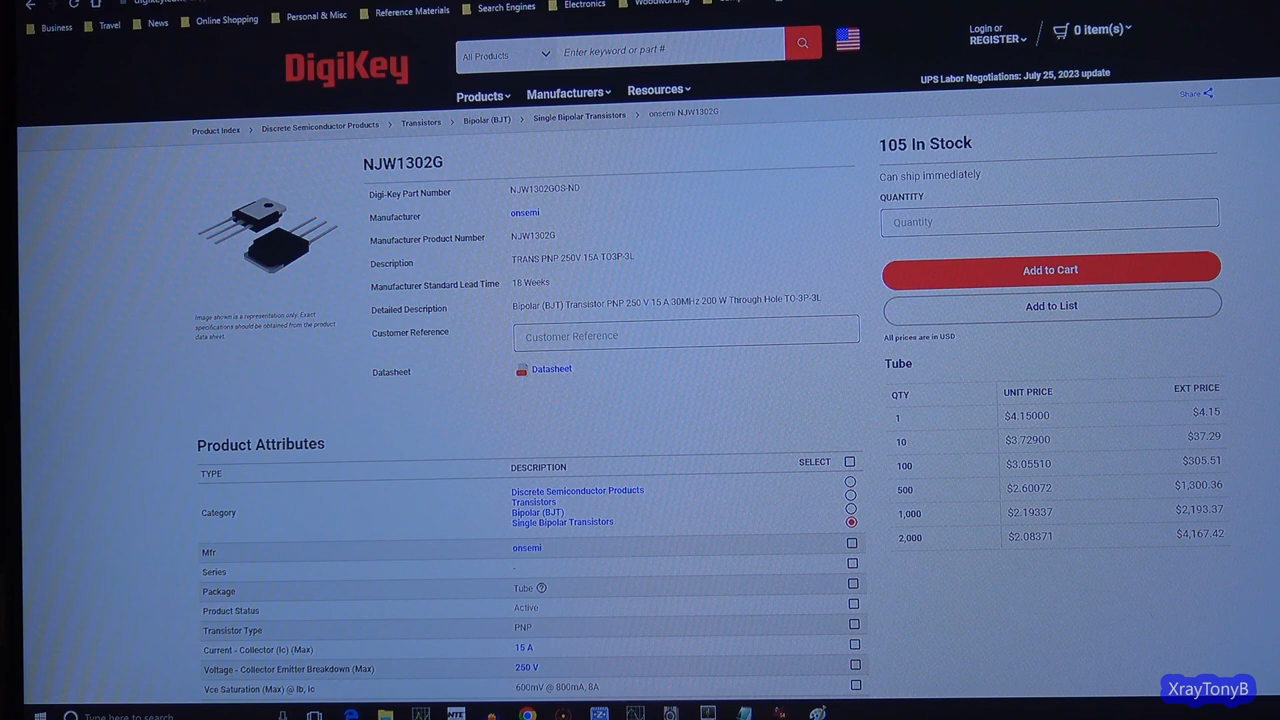 Business
Travel
News
Online Shopping
Personal & Misc
Reference Materials
Search Engines
Electronics
DigiKey
All Products
Enter keyword or part #
Login or
REGISTER
0 item(s)
Products
Manufacturers
Resources
UPS Labor Negotiations: July 25, 2023 update
Share
Product Index > Discrete Semiconductor Products > Transistors > Bipolar (BJT) > Single Bipolar Transistors > onsemi NJW1302G
NJW1302G
Digi-Key Part Number NJW1302GOS-ND
Manufacturer onsemi
Manufacturer Product Number NJW1302G
Description TRANS PNP 250V 15A TO3P-3L
Manufacturer Standard Lead Time 18 Weeks
Detailed Description Bipolar (BJT) Transistor PNP 250 V 15 A 30MHz 200 W Through Hole TO-3P-3L
Customer Reference Customer Reference
Datasheet Datasheet
Image shown is a representation only. Exact
specifications should be obtained from the product
data sheet.
105 In Stock
Can ship immediately
QUANTITY
Quantity
Add to Cart
Add to List
All prices are in USD
Tube
QTY UNIT PRICE EXT PRICE
1 $4.15000 $4.15
10 $3.72900 $37.29
100 $3.05510 $305.51
500 $2.60072 $1,300.36
1,000 $2.19337 $2,193.37
2,000 $2.08371 $4,167.42
Product Attributes
TYPE DESCRIPTION SELECT
Category
Discrete Semiconductor Products
Transistors
Bipolar (BJT)
Single Bipolar Transistors
Mfr onsemi
Series -
Package Tube
Product Status Active
Transistor Type PNP
Current - Collector (Ic) (Max) 15 A
Voltage - Collector Emitter Breakdown (Max) 250 V
Vce Saturation (Max) @ Ib, Ic 600mV @ 800mA, 8A
Type here to search
XrayTonyB